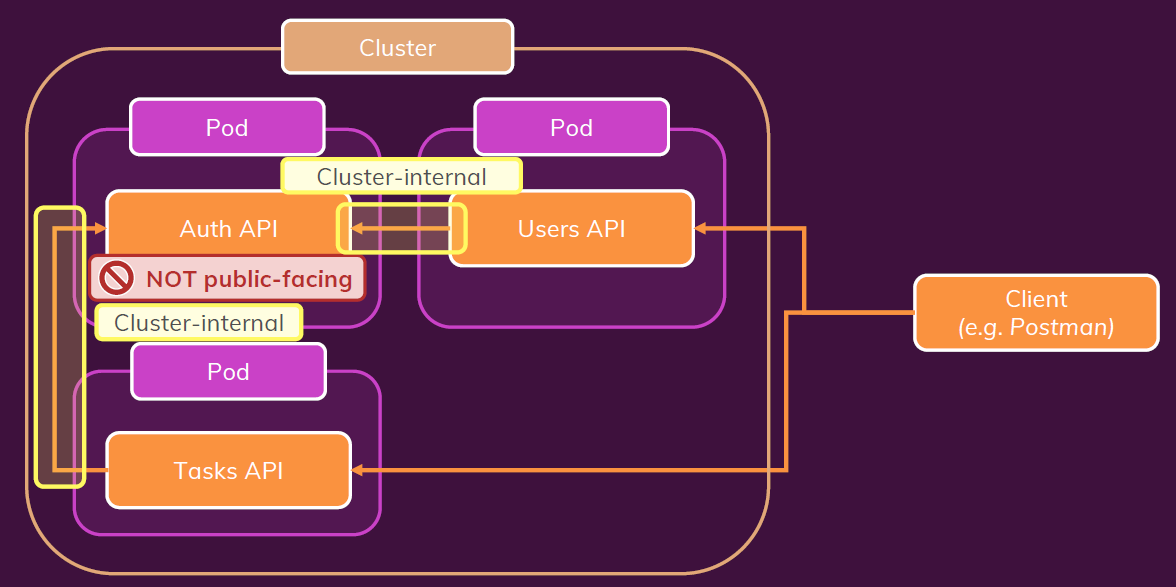 Cluster
Pod
Pod
Cluster-internal
Auth API
Users API
NOT public-facing
Client
(e.g. Postman)
Cluster-internal
Pod
Tasks API